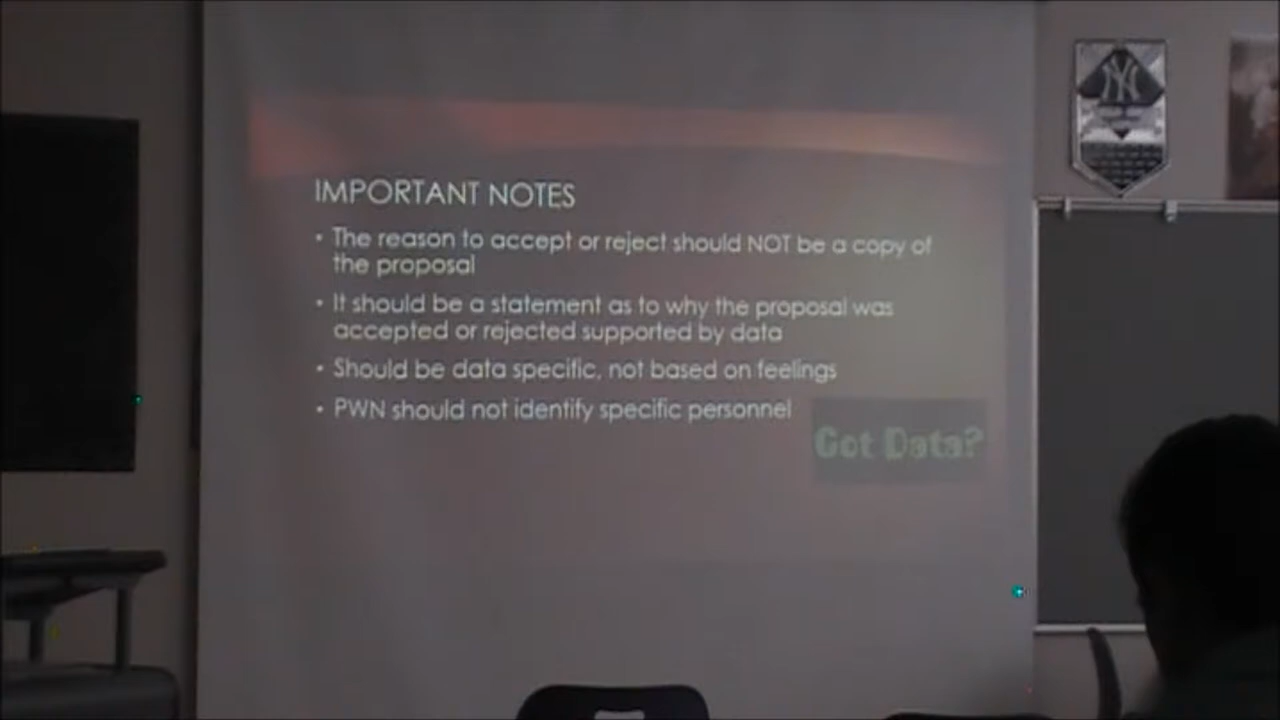 IMPORTANT NOTES
• The reason to accept or reject should NOT be a copy of
the proposal
• It should be a statement as to why the proposal was
accepted or rejected supported by data
• Should be data specific, not based on feelings
• PWN should not identify specific personnel
Got Data?
NY